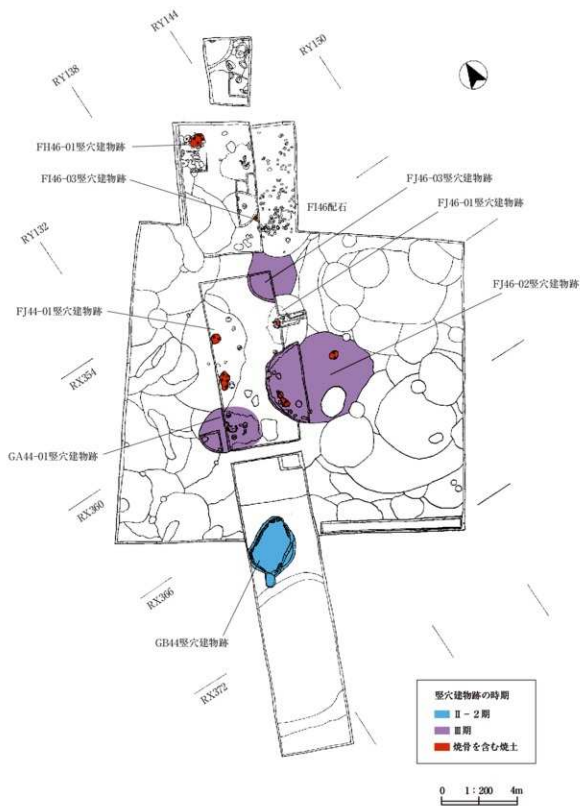 RY144
RY150
RY138
FH46-01竪穴建物跡
FJ46-03竪穴建物跡
FI46-03竪穴建物跡
FJ46-01竪穴建物跡
FI46配石
RY132
FJ46-02竪穴建物跡
FJ44-01竪穴建物跡
RX354
GA44-01竪穴建物跡
RX360
RX366
GB44竪穴建物跡
RX372
竪穴建物跡の時期
Ⅱ－2期
Ⅲ期
焼骨を含む焼土
0 1:200 4m